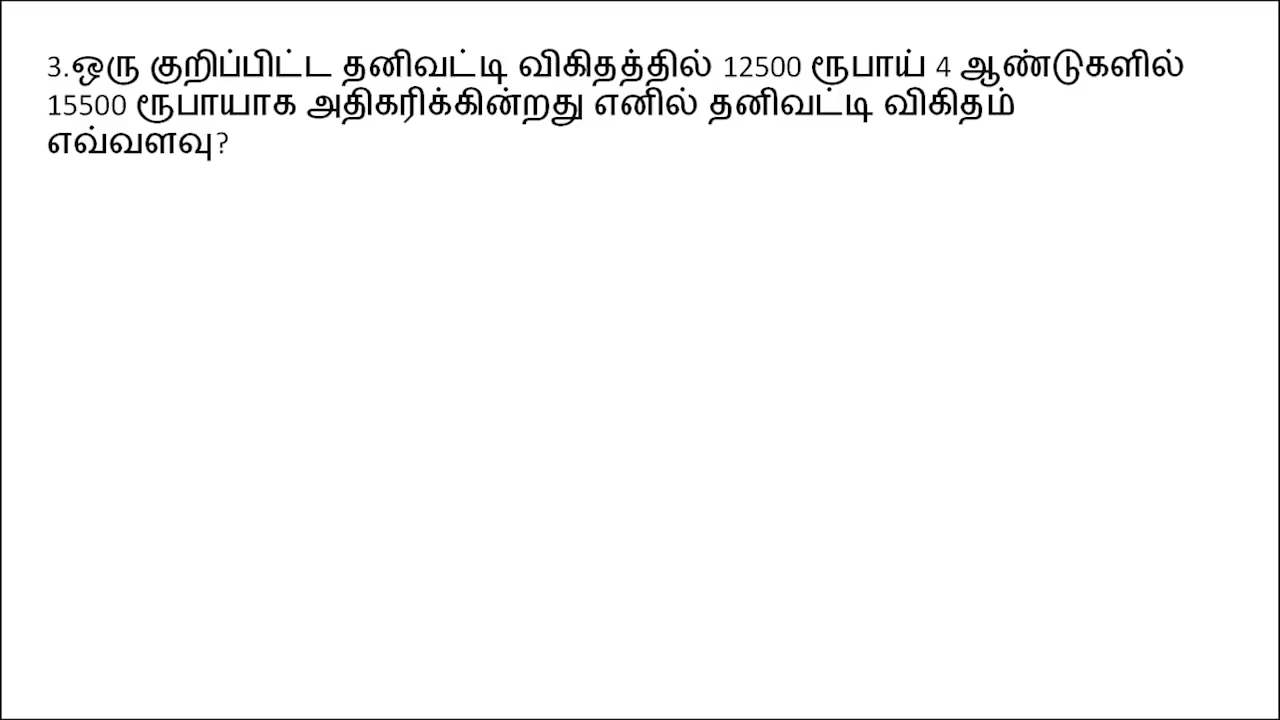 3.ஒரு குறிப்பிட்ட தனிவட்டி விகிதத்தில் 12500 ரூபாய் 4 ஆண்டுகளில்
15500 ரூபாயாக அதிகரிக்கின்றது எனில் தனிவட்டி விகிதம்
எவ்வளவு?